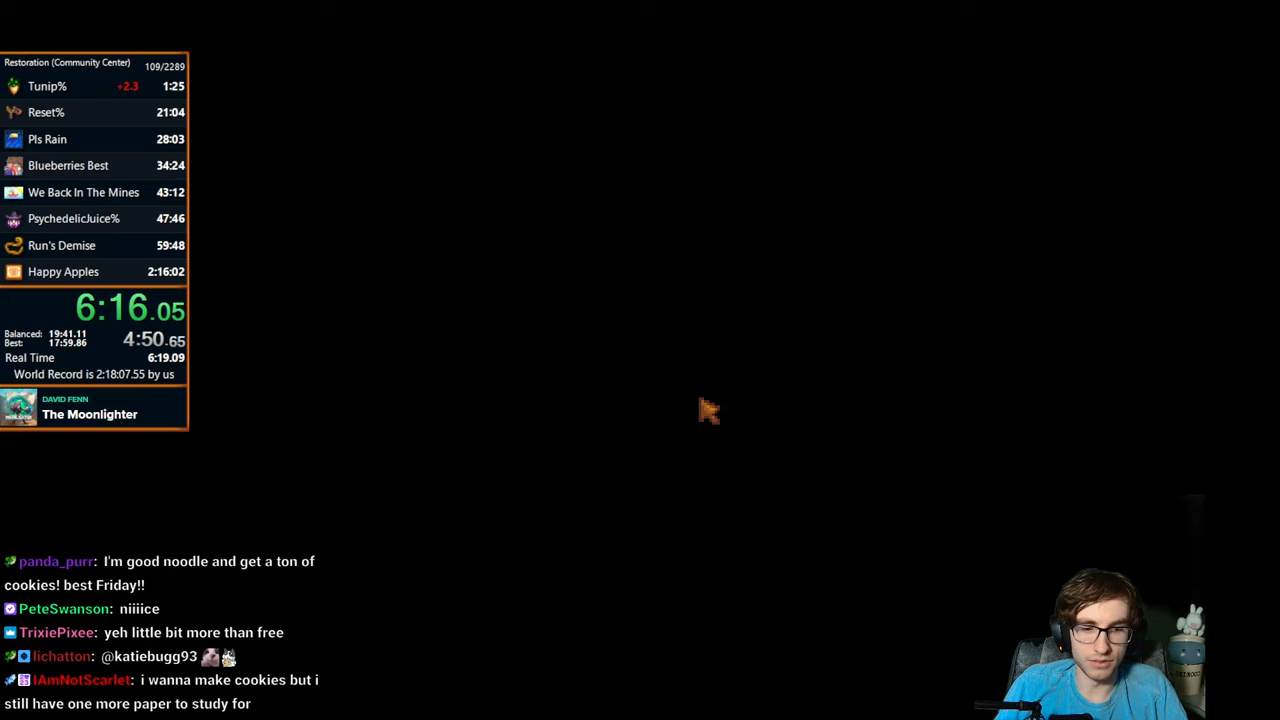 Restoration (Community Center) 109/2289
Tunip% +2.3 1:25
Reset% 21:04
Pls Rain 28:03
Blueberries Best 34:24
We Back In The Mines 43:12
PsychedelicJuice% 47:46
Run's Demise 59:48
Happy Apples 2:16:02
6:16.05
Balanced: 19:41.11
Best: 17:59.86
4:50.65
Real Time 6:19.09
World Record is 2:18:07.55 by us
DAVID FENN
The Moonlighter
panda_purr: I'm good noodle and get a ton of
cookies! best Friday!!
PeteSwanson: niiiice
TrixiePixee: yeh little bit more than free
lichatton: @katiebugg93
IAmNotScarlet: i wanna make cookies but i
still have one more paper to study for